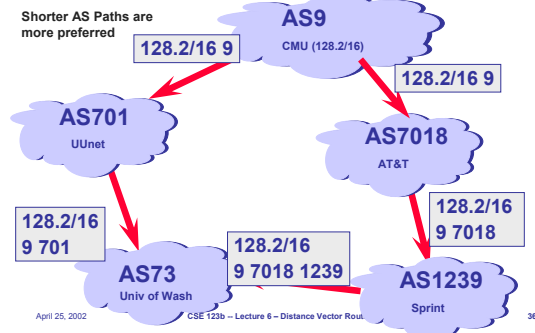 Shorter AS Paths are
more preferred
AS9
CMU (128.2/16)
128.2/16 9
128.2/16 9
AS701
UUnet
AS7018
AT&T
128.2/16
9 701
128.2/16
9 7018 1239
128.2/16
9 7018
AS73
Univ of Wash
AS1239
Sprint
April 25, 2002
CSE 123b -- Lecture 6 – Distance Vector
36